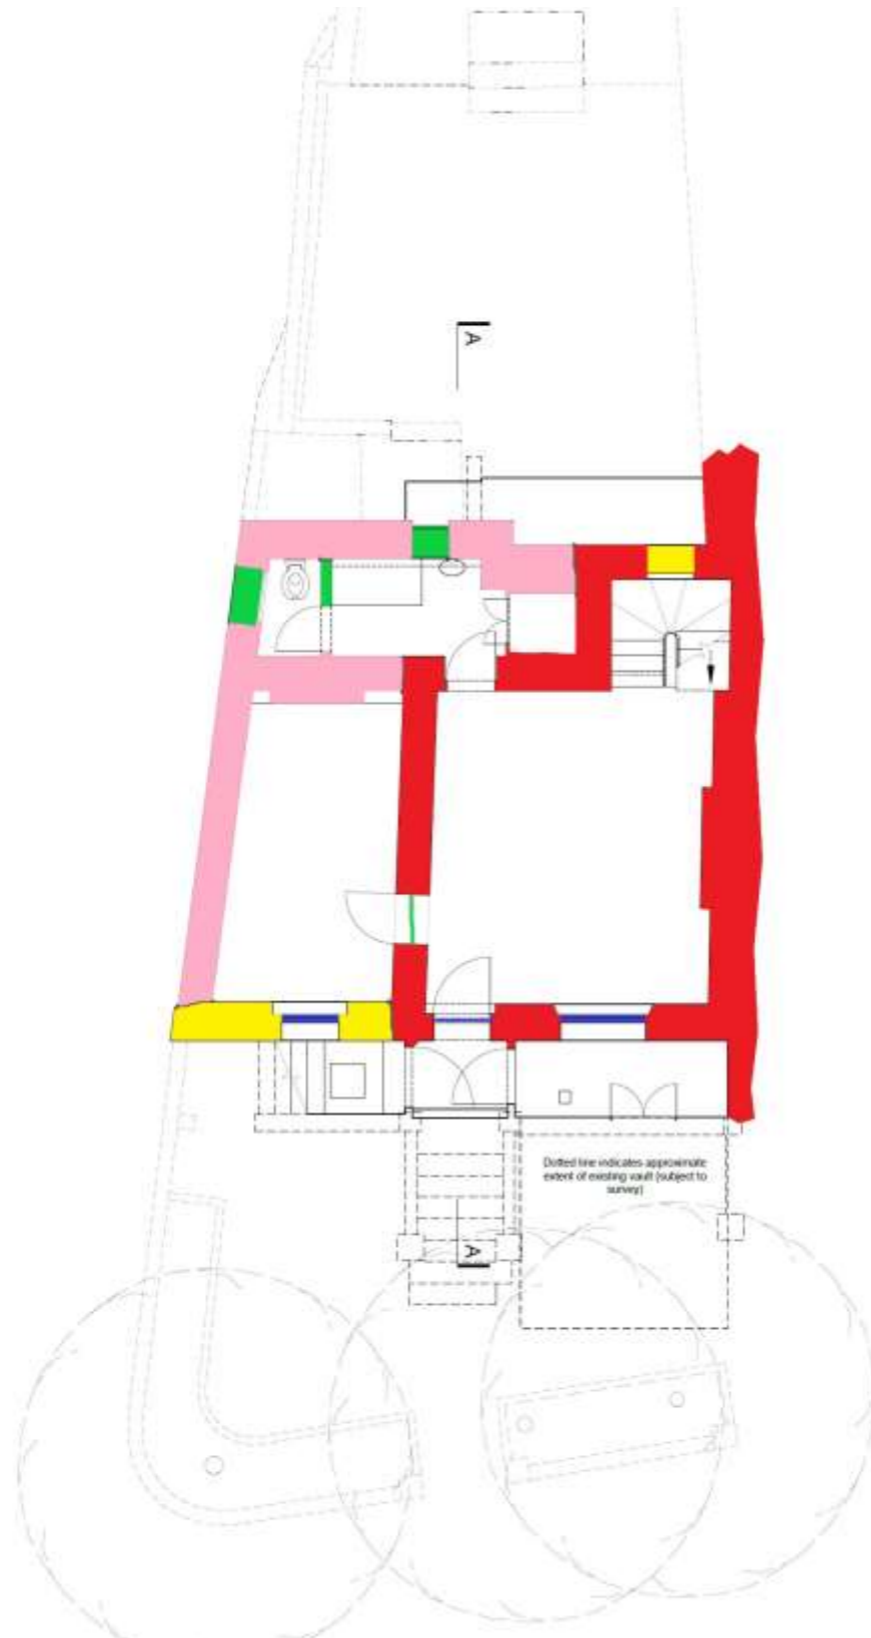 A
Dotted line indicates approximate
extent of existing vault (subject to
survey)
A